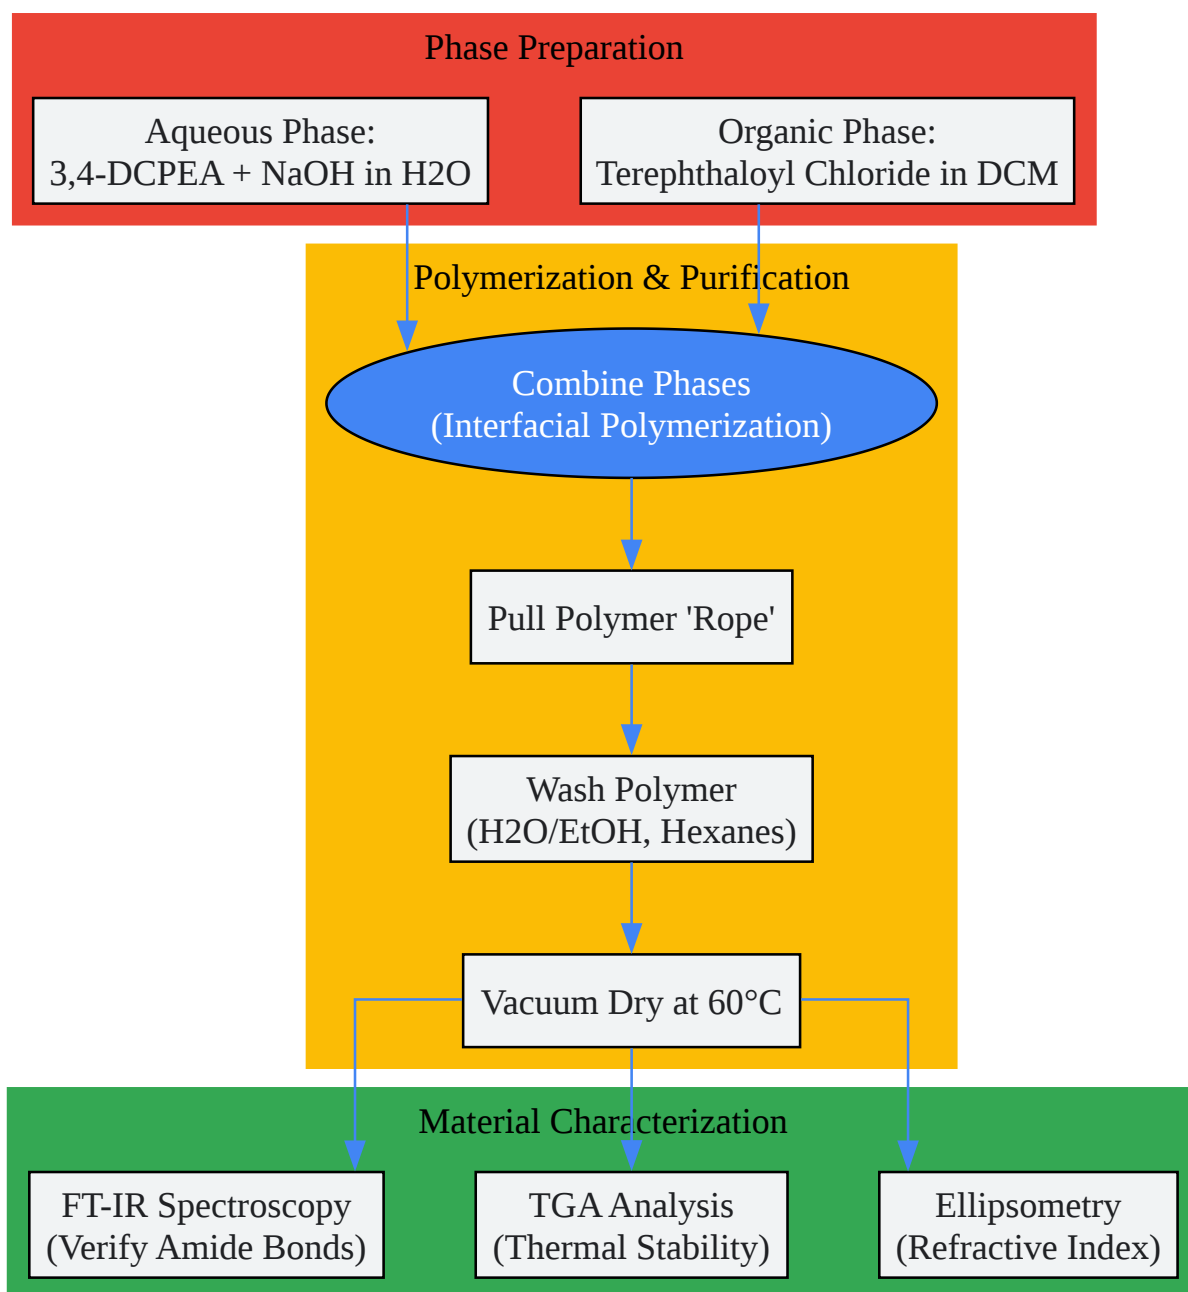 Phase Preparation
Aqueous Phase:
3,4-DCPEA + NaOH in H2O
Organic Phase:
Terephthaloyl Chloride in DCM
Polymerization & Purification
Combine Phases
(Interfacial Polymerization)
Pull Polymer 'Rope'
Wash Polymer
(H2O/EtOH, Hexanes)
Vacuum Dry at 60°C
Material Characterization
FT-IR Spectroscopy
(Verify Amide Bonds)
TGA Analysis
(Thermal Stability)
Ellipsometry
(Refractive Index)